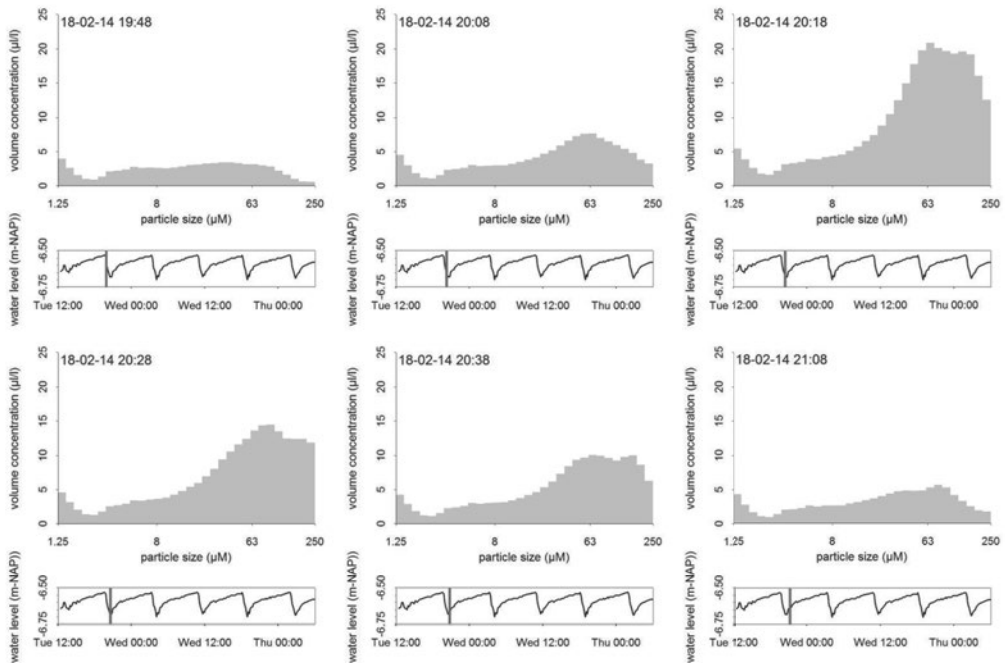 18-02-14 19:48
volume concentration (µl/l)
0 5 10 15 20 25
1.25 8 63 250
particle size (µM)
water level (m-NAP))
-6.75 -6.50
Tue 12:00 Wed 00:00 Wed 12:00 Thu 00:00
18-02-14 20:08
volume concentration (µl/l)
0 5 10 15 20 25
1.25 8 63 250
particle size (µM)
water level (m-NAP))
-6.75 -6.50
Tue 12:00 Wed 00:00 Wed 12:00 Thu 00:00
18-02-14 20:18
volume concentration (µl/l)
0 5 10 15 20 25
1.25 8 63 250
particle size (µM)
water level (m-NAP))
-6.75 -6.50
Tue 12:00 Wed 00:00 Wed 12:00 Thu 00:00
18-02-14 20:28
volume concentration (µl/l)
0 5 10 15 20 25
1.25 8 63 250
particle size (µM)
water level (m-NAP))
-6.75 -6.50
Tue 12:00 Wed 00:00 Wed 12:00 Thu 00:00
18-02-14 20:38
volume concentration (µl/l)
0 5 10 15 20 25
1.25 8 63 250
particle size (µM)
water level (m-NAP))
-6.75 -6.50
Tue 12:00 Wed 00:00 Wed 12:00 Thu 00:00
18-02-14 21:08
volume concentration (µl/l)
0 5 10 15 20 25
1.25 8 63 250
particle size (µM)
water level (m-NAP))
-6.75 -6.50
Tue 12:00 Wed 00:00 Wed 12:00 Thu 00:00